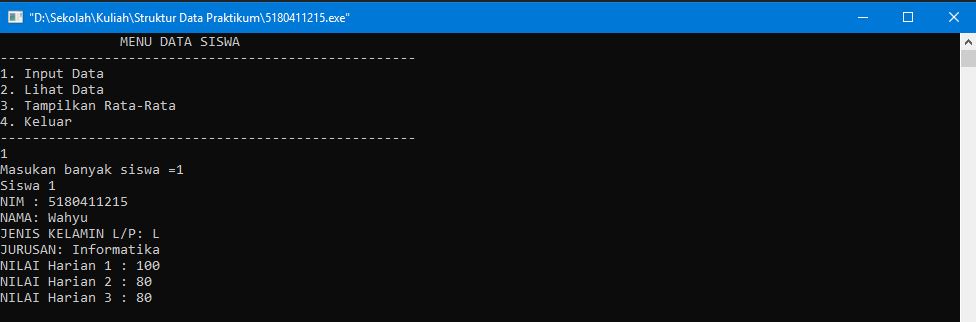 "D:\Sekolah\Kuliah\Struktur Data Praktikum\5180411215.exe"
MENU DATA SISWA
----------------------------------------------------
1. Input Data
2. Lihat Data
3. Tampilkan Rata-Rata
4. Keluar
----------------------------------------------------
1
Masukan banyak siswa =1
Siswa 1
NIM : 5180411215
NAMA: Wahyu
JENIS KELAMIN L/P: L
JURUSAN: Informatika
NILAI Harian 1 : 100
NILAI Harian 2 : 80
NILAI Harian 3 : 80